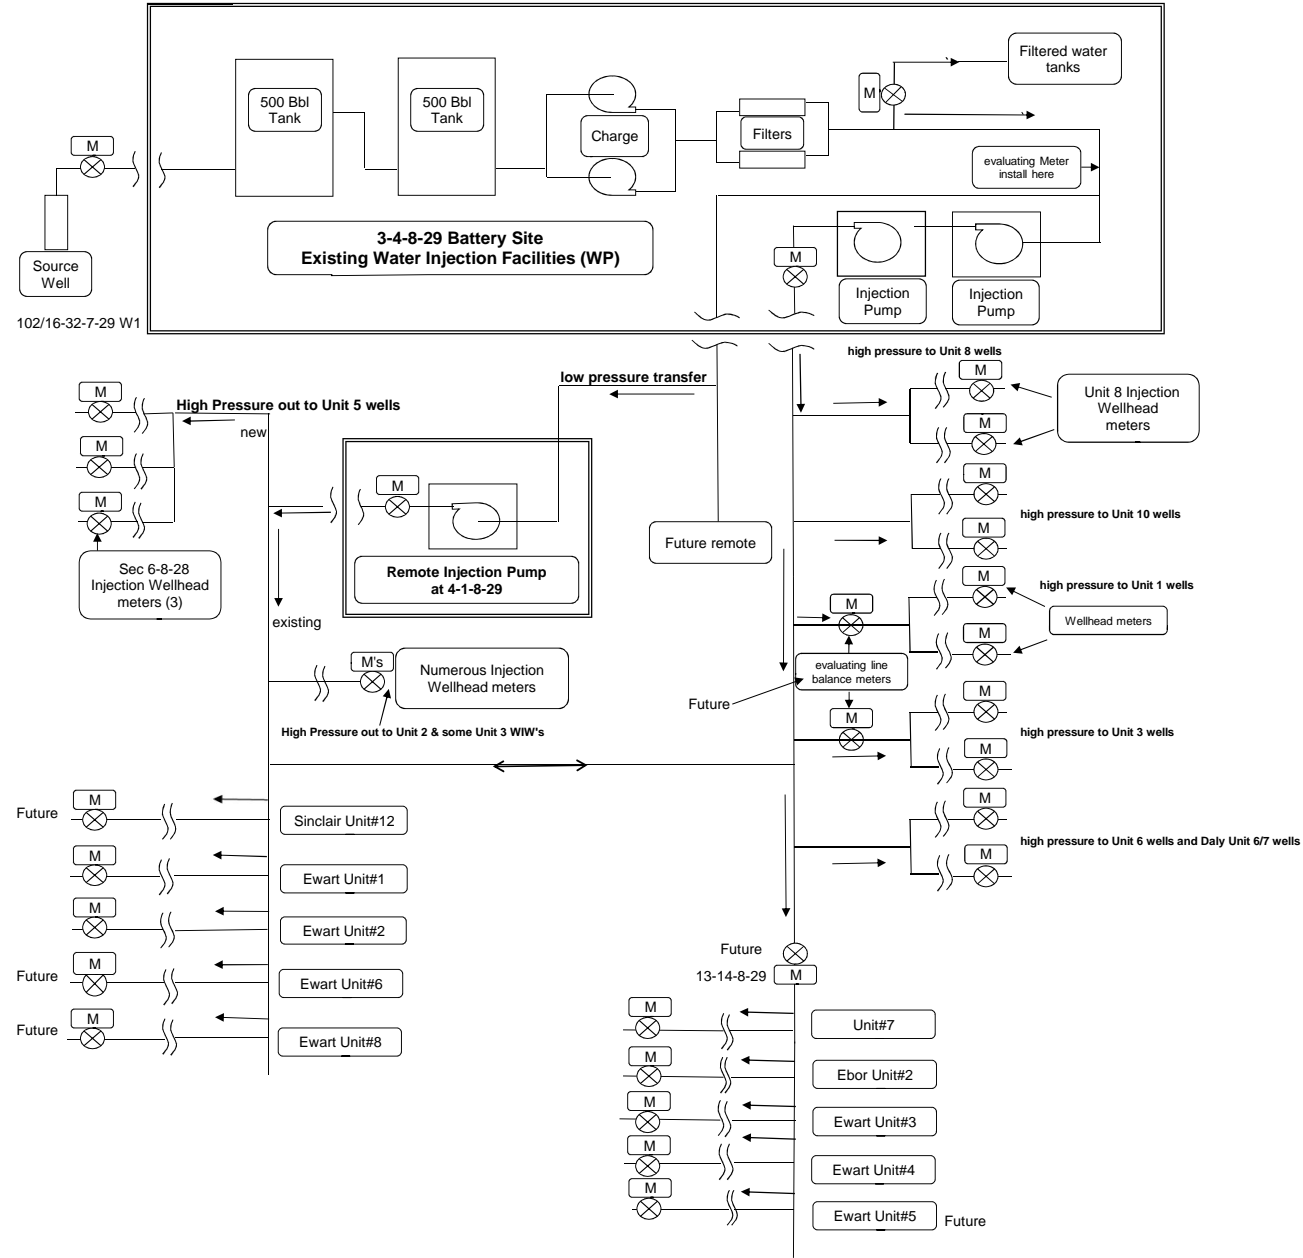 Filtered water
tanks
M
500 Bbl
Tank
500 Bbl
Tank
Charge
Filters
M
evaluating Meter
install here
3-4-8-29 Battery Site
Existing Water Injection Facilities (WP)
M
Source
Well
Injection
Pump
Injection
Pump
102/16-32-7-29 W1
high pressure to Unit 8 wells
low pressure transfer
M
M
Unit 8 Injection
Wellhead
meters
High Pressure out to Unit 5 wells
new
M
M
M
M
M
high pressure to Unit 10 wells
M
Future remote
Sec 6-8-28
Injection Wellhead
meters (3)
Remote Injection Pump
at 4-1-8-29
M
high pressure to Unit 1 wells
M
Wellhead meters
existing
M
M's
Numerous Injection
Wellhead meters
evaluating line
balance meters
Future
M
M
high pressure to Unit 3 wells
High Pressure out to Unit 2 & some Unit 3 WIW's
M
Future
M
Sinclair Unit#12
M
high pressure to Unit 6 wells and Daly Unit 6/7 wells
M
M
Ewart Unit#1
M
Ewart Unit#2
Future
M
Ewart Unit#6
Future
13-14-8-29
M
Future
M
Ewart Unit#8
M
Unit#7
M
Ebor Unit#2
M
Ewart Unit#3
M
Ewart Unit#4
M
Ewart Unit#5
Future